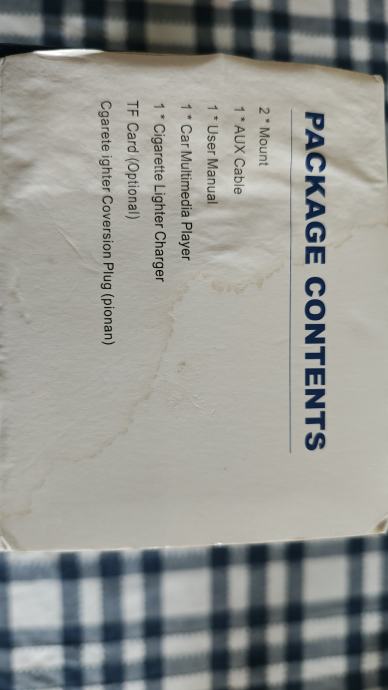 PACKAGE CONTENTS
2 * Mount
1 * AUX Cable
1 * User Manual
1 * Car Multimedia Player
1 * Cigarette Lighter Charger
TF Card (Optional)
Cgarete ighter Coversion Plug (pionan)